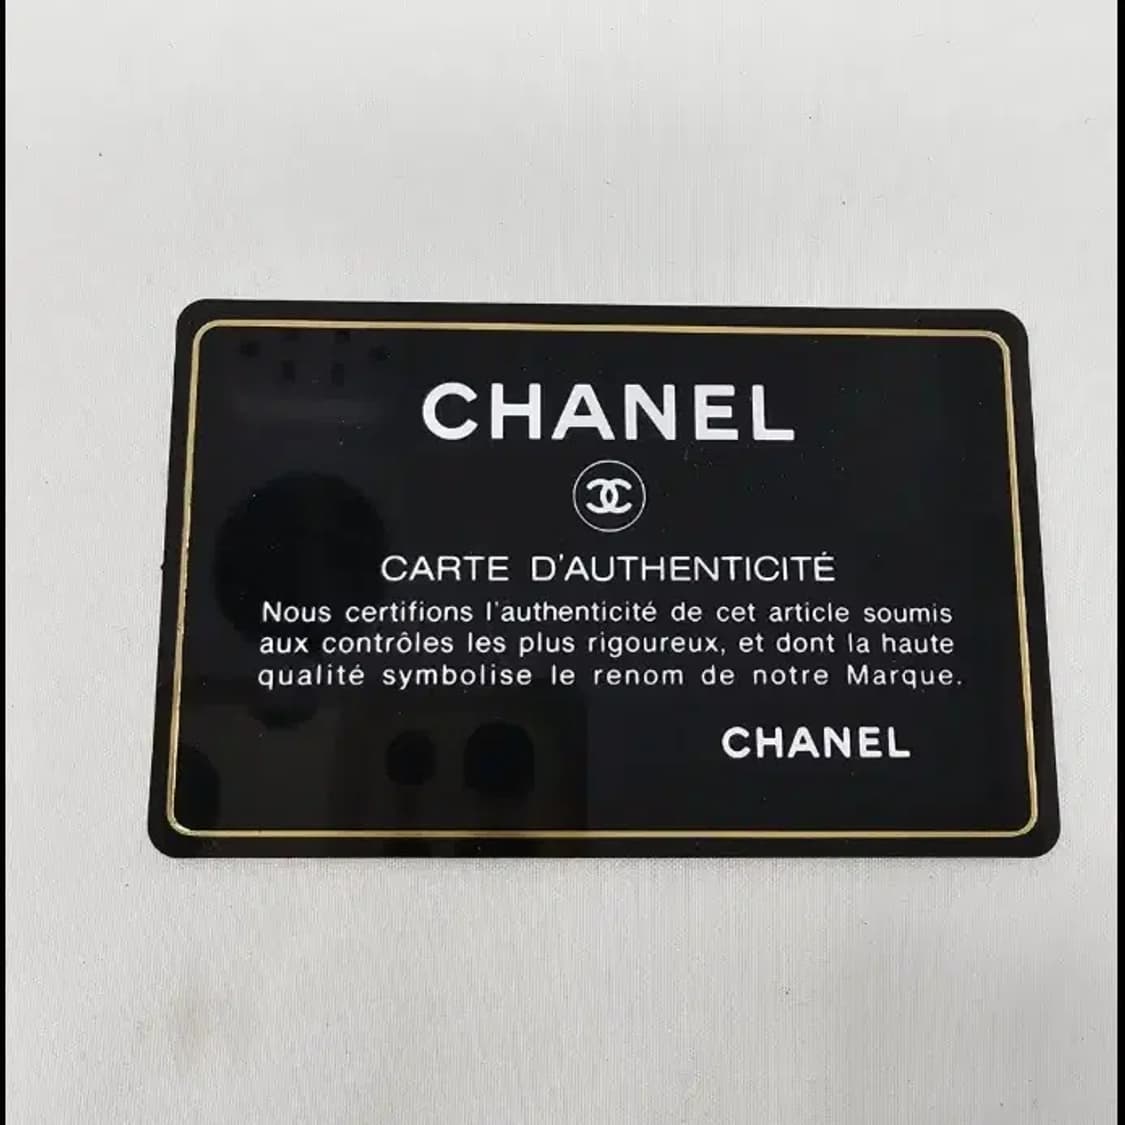 CHANEL
CARTE D'AUTHENTICITÉ
Nous certifions l'authenticité de cet article soumis
aux contrôles les plus rigoureux, et dont la haute
qualité symbolise le renom de notre Marque.
CHANEL